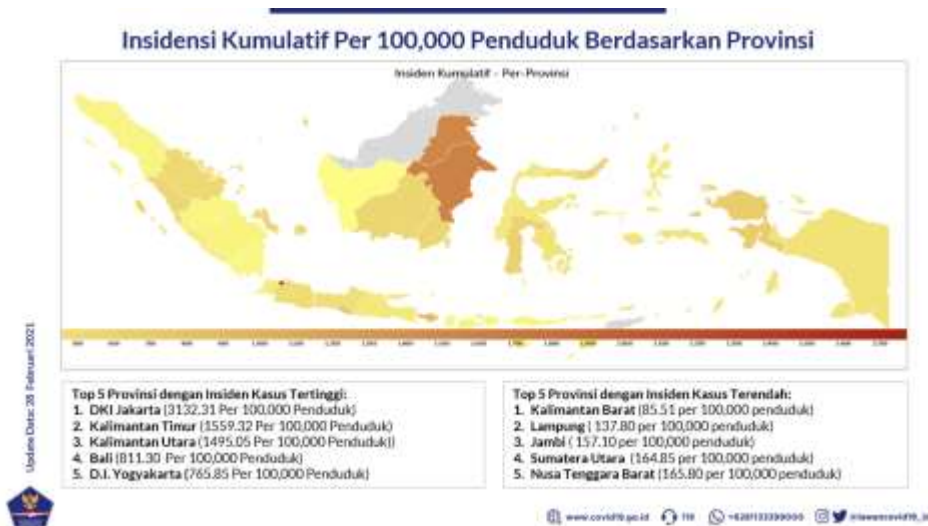 Insidensi Kumulatif Per 100,000 Penduduk Berdasarkan Provinsi
Insiden Kumulatif - Per-Provinsi
Update Data: 28 Februari 2021
Top 5 Provinsi dengan Insiden Kasus Tertinggi:
1. DKI Jakarta (3132.31 Per 100,000 Penduduk)
2. Kalimantan Timur (1559.32 Per 100,000 Penduduk)
3. Kalimantan Utara (1495.05 Per 100,000 Penduduk))
4. Bali (811.30 Per 100,000 Penduduk)
5. D.I. Yogyakarta (765.85 Per 100,000 Penduduk)
Top 5 Provinsi dengan Insiden Kasus Terendah:
1. Kalimantan Barat (85.51 per 100,000 penduduk)
2. Lampung ( 137.80 per 100,000 penduduk)
3. Jambi ( 157.10 per 100,000 penduduk)
4. Sumatera Utara (164.85 per 100,000 penduduk)
5. Nusa Tenggara Barat (165.80 per 100,000 penduduk)
www.covid19.go.id